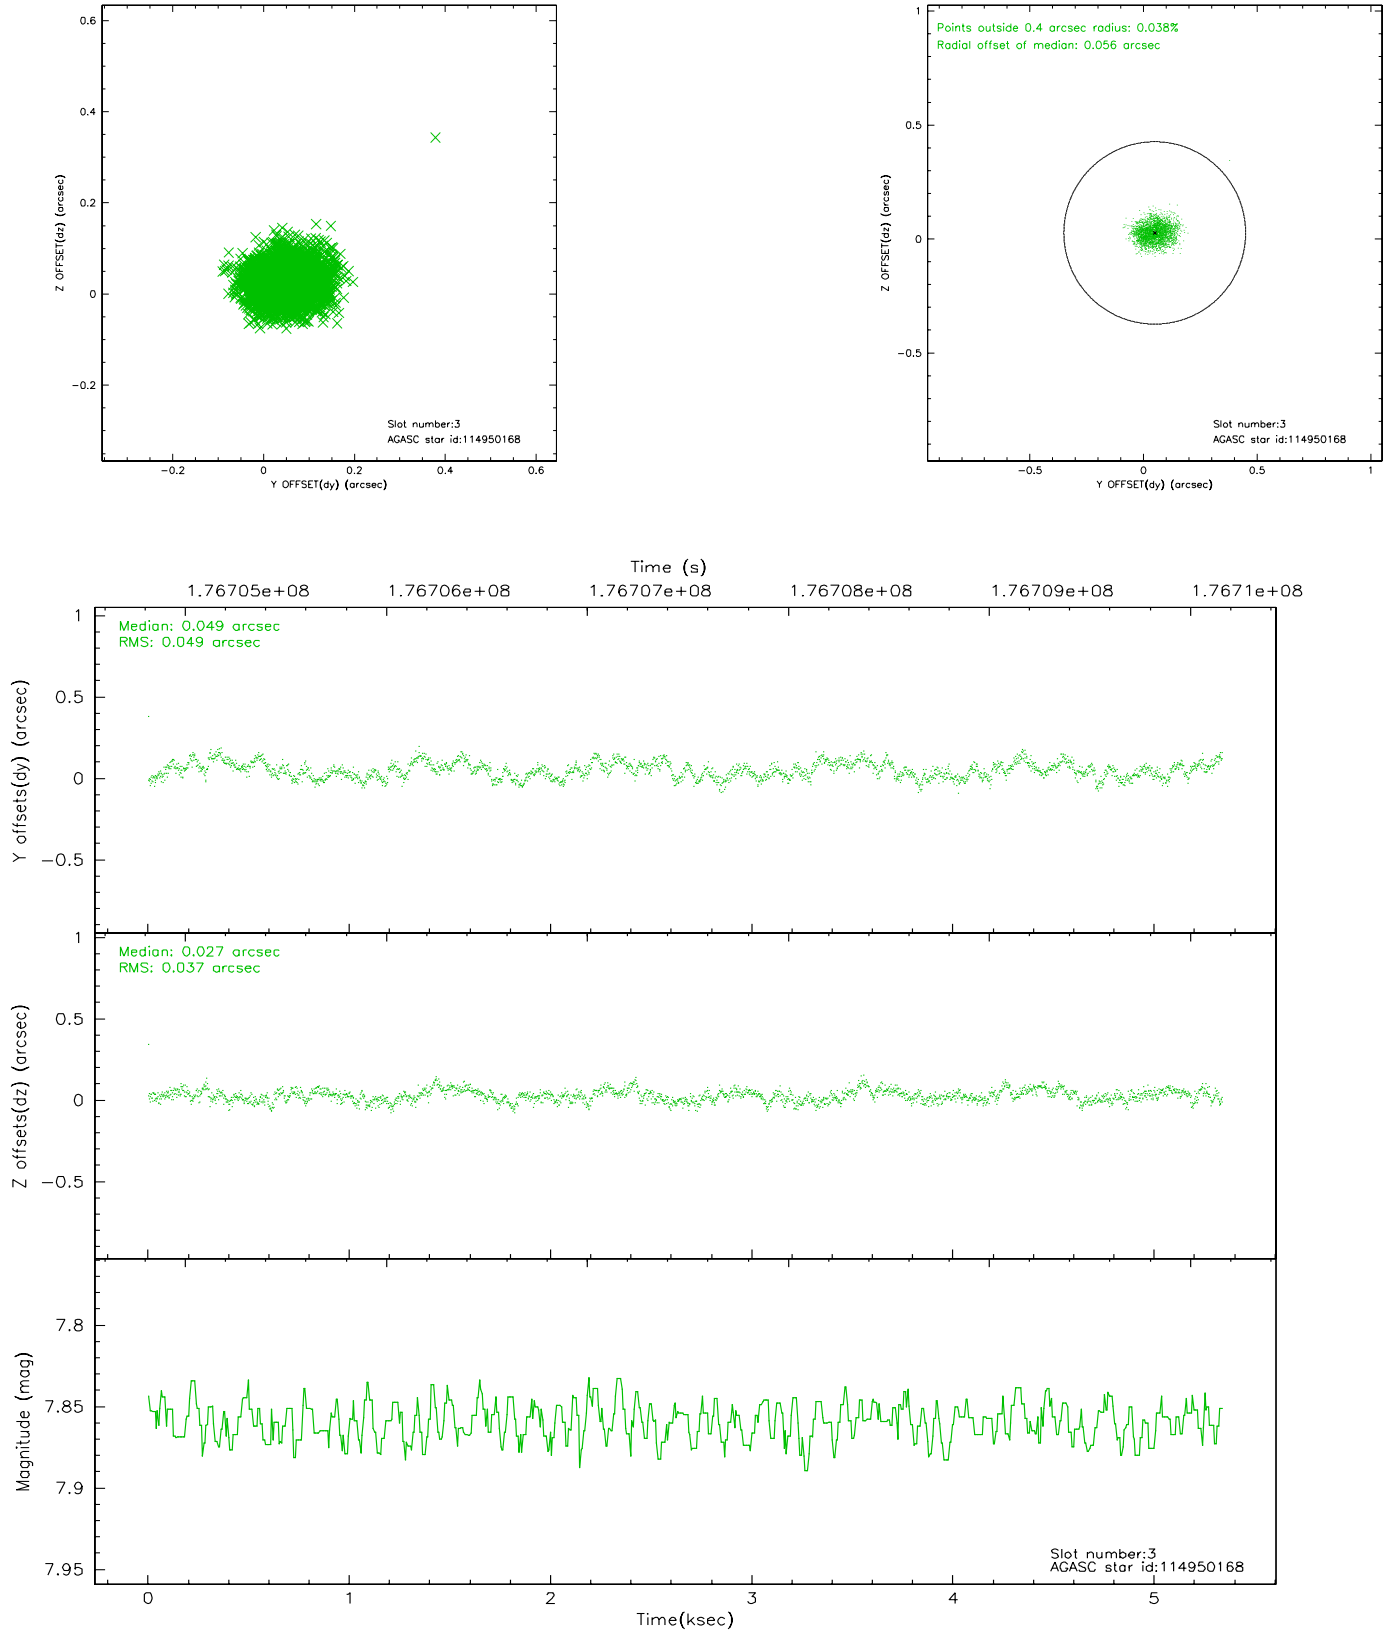 0.6
0.4
0.2
0
−0.2
Z OFFSET(dz) (arcsec)
Slot number:3
AGASC star id:114950168
−0.2 0 0.2 0.4 0.6
Y OFFSET(dy) (arcsec)
Points outside 0.4 arcsec radius: 0.038%
Radial offset of median: 0.056 arcsec
1
0.5
0
−0.5
Z OFFSET(dz) (arcsec)
Slot number:3
AGASC star id:114950168
−0.5 0 0.5 1
Y OFFSET(dy) (arcsec)
Time (s)
1.76705e+08 1.76706e+08 1.76707e+08 1.76708e+08 1.76709e+08 1.7671e+08
Median: 0.049 arcsec
RMS: 0.049 arcsec
1
0.5
0
−0.5
Y offsets(dy) (arcsec)
Median: 0.027 arcsec
RMS: 0.037 arcsec
1
0.5
0
−0.5
Z offsets(dz) (arcsec)
7.8
7.85
7.9
7.95
Magnitude (mag)
Slot number:3
AGASC star id:114950168
0 1 2 3 4 5
Time(ksec)